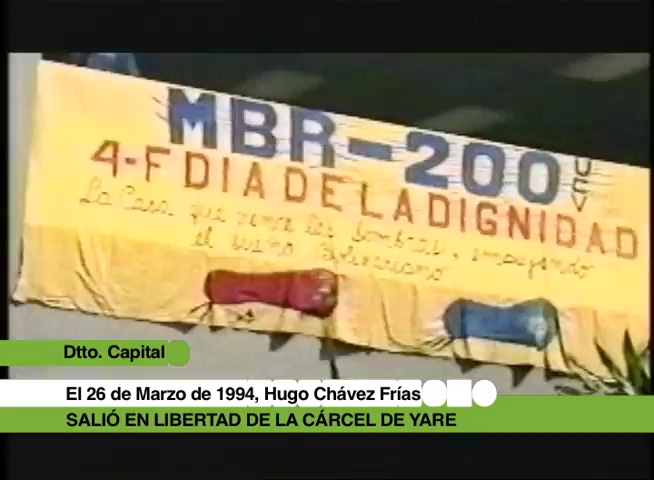 MBR-200
UCV
4-F DIA DE LA DIGNIDAD
La Casa que vence las sombras, empujando
el sueño Bolivariano
Dtto. Capital
El 26 de Marzo de 1994, Hugo Chávez Frías
SALIÓ EN LIBERTAD DE LA CÁRCEL DE YARE